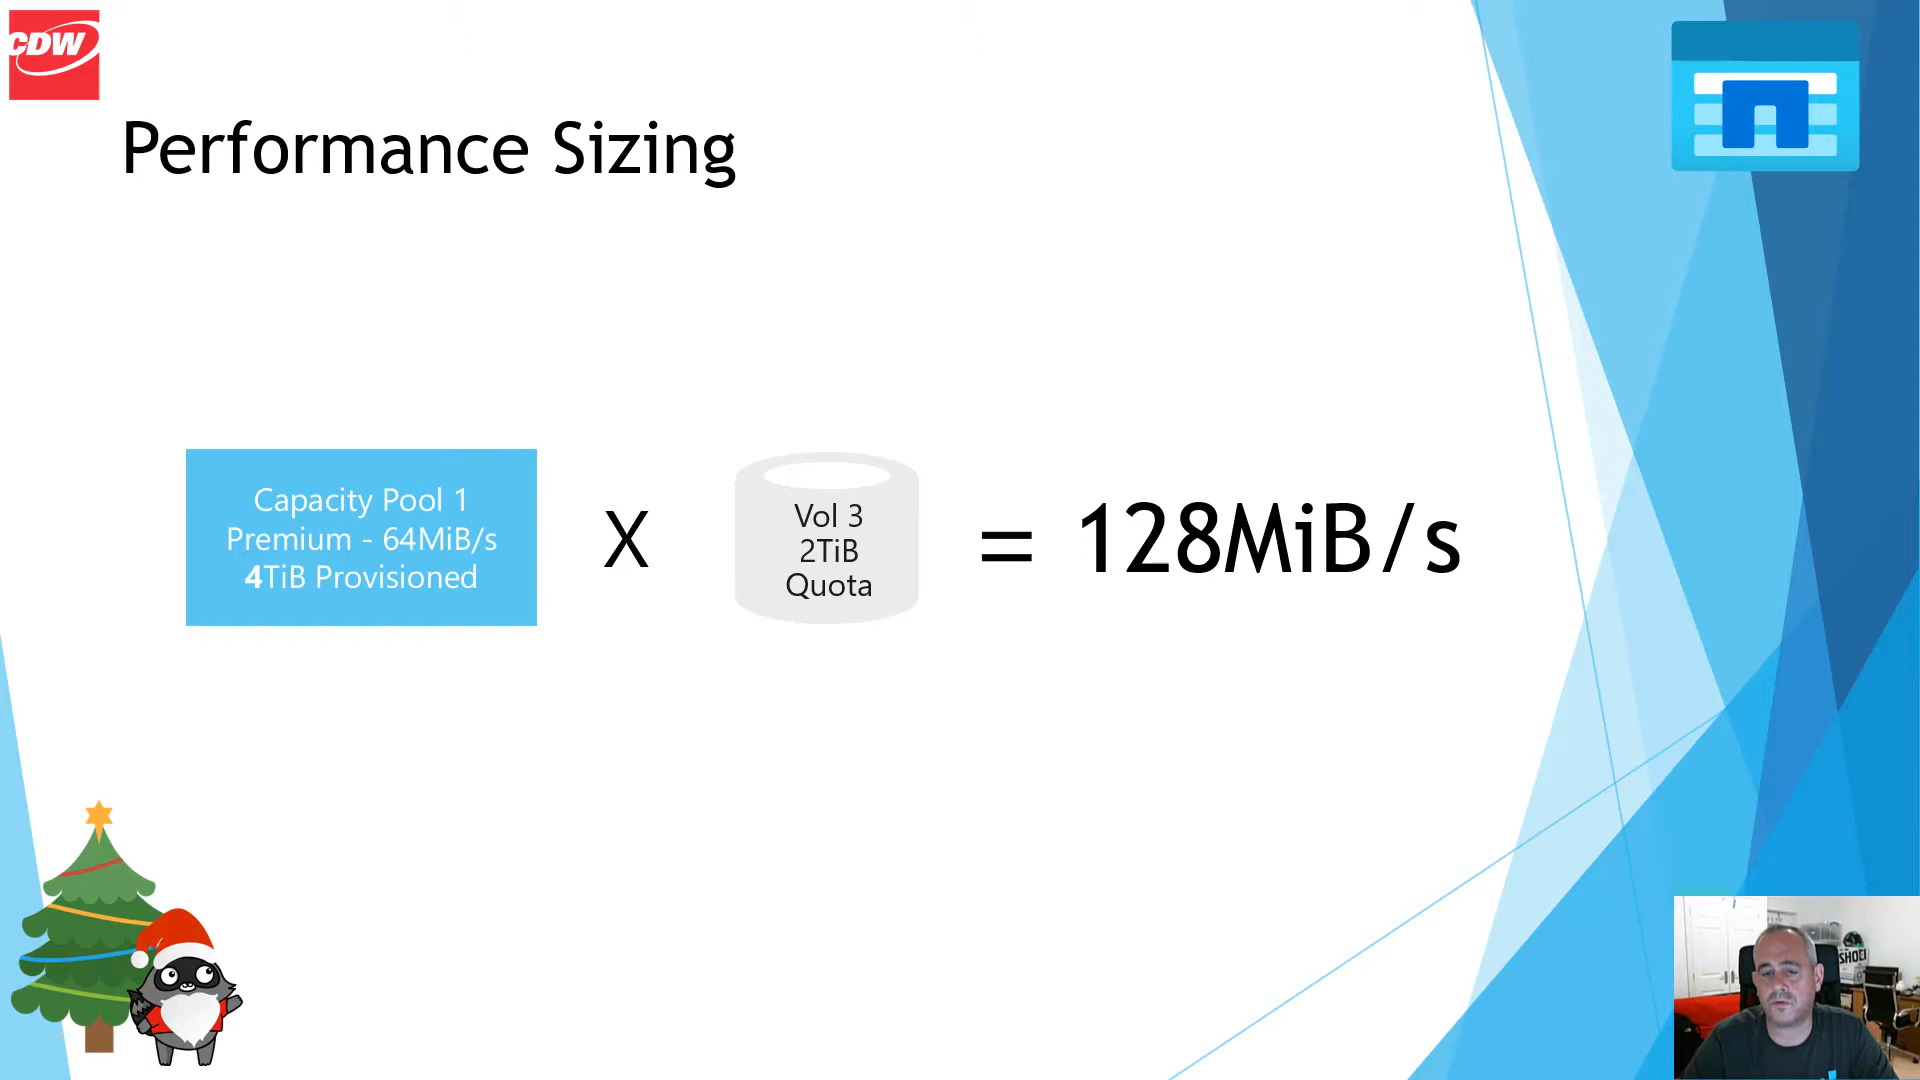 CDW
Performance Sizing
Capacity Pool 1
Premium - 64MiB/s
4TiB Provisioned
X
Vol 3
2TiB
Quota
= 128MiB/s
SHOEI